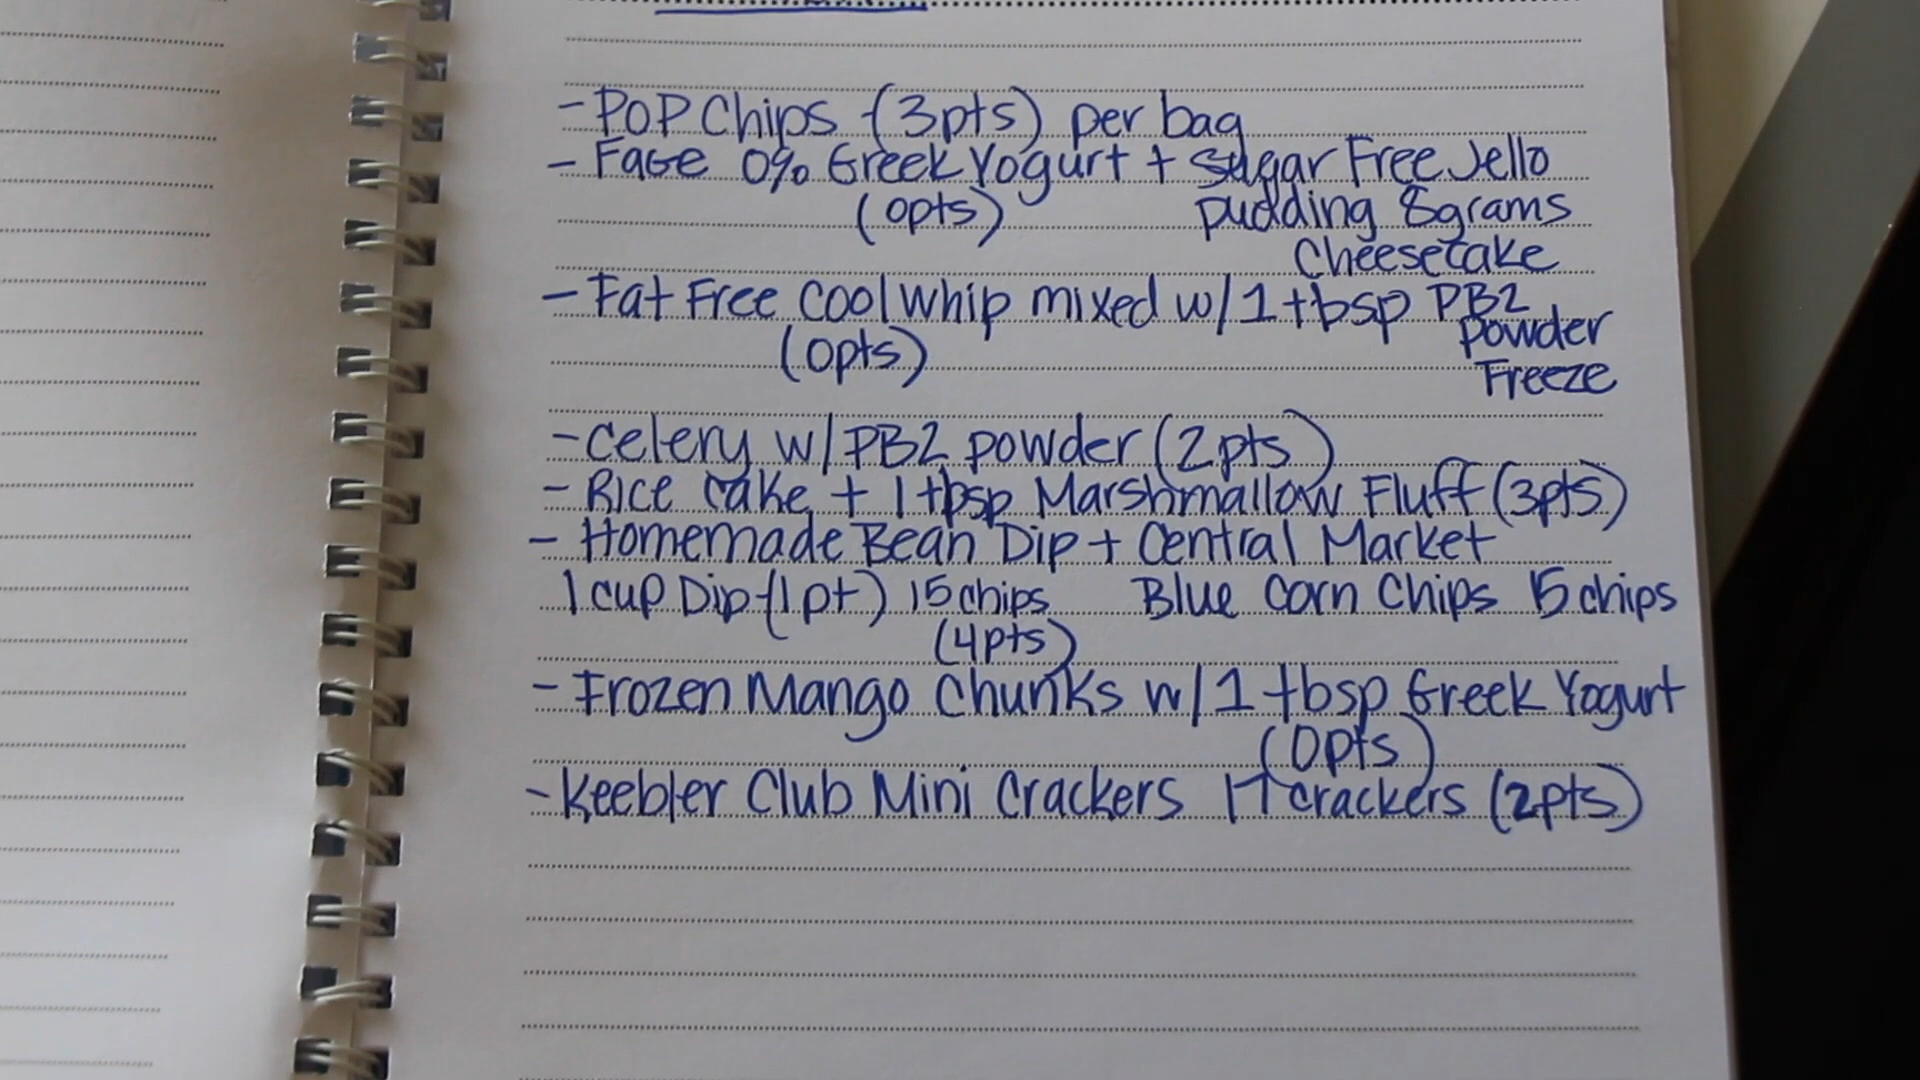 - POP Chips (3pts) per bag
- FaGe 0% Greek Yogurt + Sugar Free Jello
(0pts) pudding 8grams
Cheesecake
- Fat Free Cool Whip mixed w/ 1 tbsp PB2
(0pts) Powder
Freeze
- Celery w/ PB2 powder (2pts)
- Rice Cake + 1 tbsp Marshmallow Fluff (3pts)
- Homemade Bean Dip + Central Market
1 cup Dip (1pt) 15 chips Blue Corn Chips 15 chips
(4pts)
- Frozen Mango Chunks w/ 1 tbsp Greek Yogurt
(0pts)
- Keebler Club Mini Crackers 17 crackers (2pts)